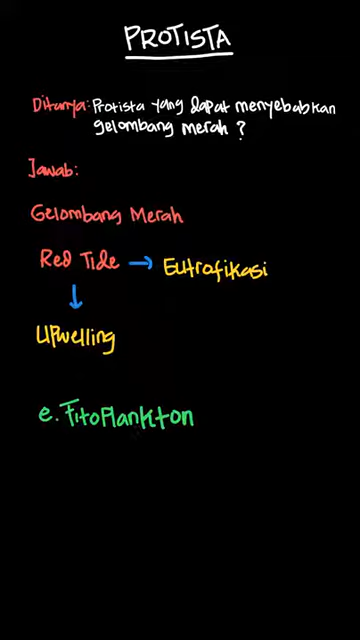 PROTISTA
Ditanya: Protista yang dapat menyebabkan
gelombang merah ?
Jawab:
Gelombang Merah
Red Tide → Eutrofikasi
↓
Upwelling
e. FitoPlankton